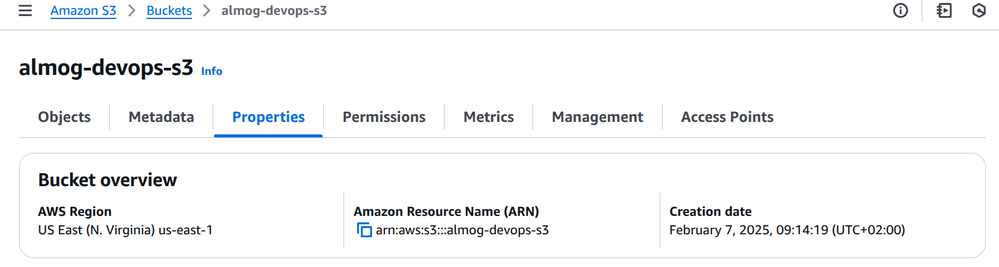 Amazon S3 > Buckets > almog-devops-s3
almog-devops-s3 Info
Objects Metadata Properties Permissions Metrics Management Access Points
Bucket overview
AWS Region
US East (N. Virginia) us-east-1
Amazon Resource Name (ARN)
arn:aws:s3:::almog-devops-s3
Creation date
February 7, 2025, 09:14:19 (UTC+02:00)